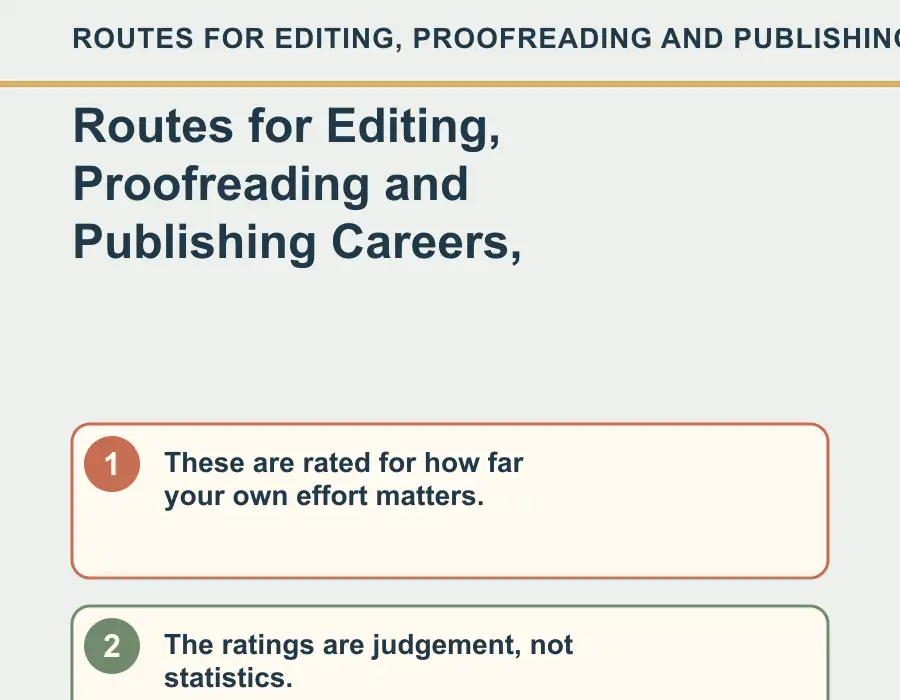 ROUTES FOR EDITING, PROOFREADING AND PUBLISHING
Routes for Editing,
Proofreading and
Publishing Careers,
1
These are rated for how far
your own effort matters.
2
The ratings are judgement, not
statistics.